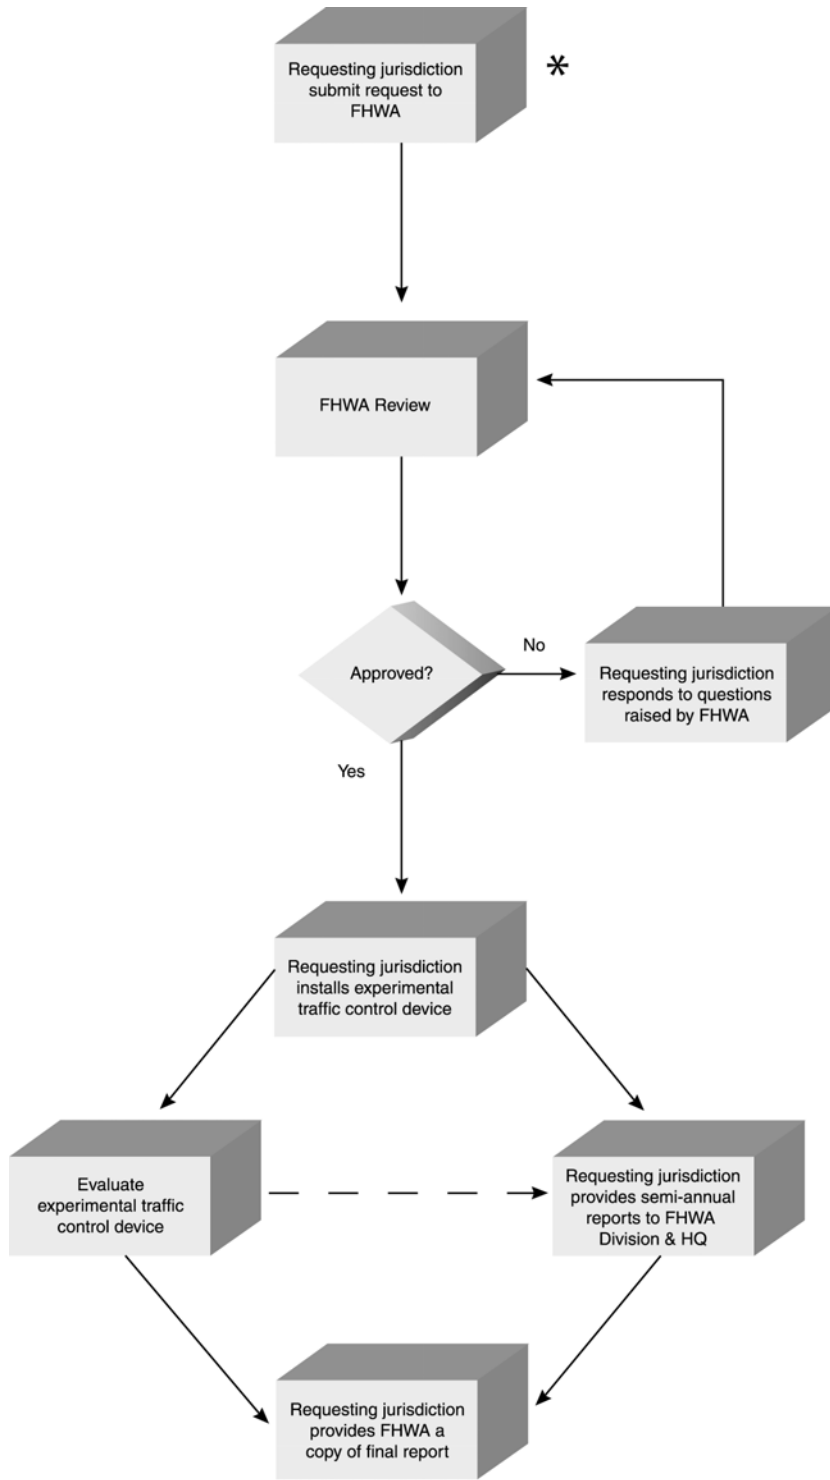 Requesting jurisdiction
submit request to
FHWA
*
FHWA Review
Approved?
No
Requesting jurisdiction
responds to questions
raised by FHWA
Yes
Requesting jurisdiction
installs experimental
traffic control device
Evaluate
experimental traffic
control device
Requesting jurisdiction
provides semi-annual
reports to FHWA
Division & HQ
Requesting jurisdiction
provides FHWA a
copy of final report